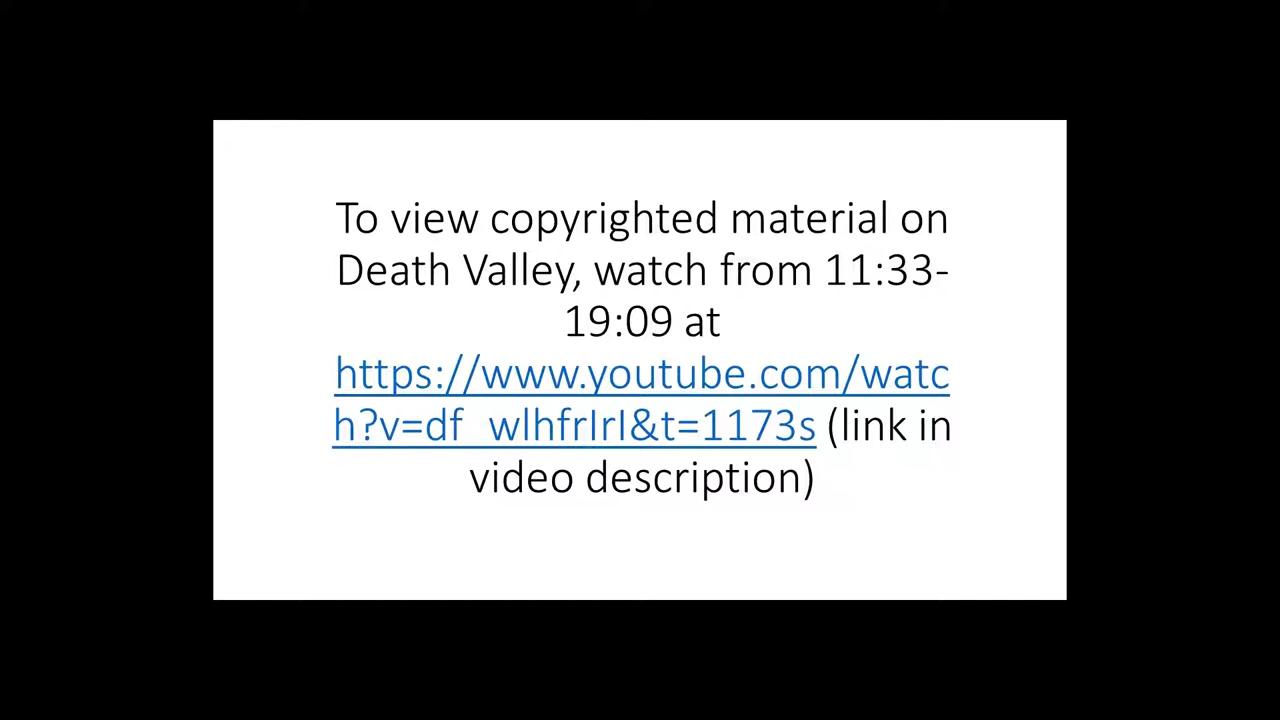 To view copyrighted material on
Death Valley, watch from 11:33-
19:09 at
https://www.youtube.com/watc
h?v=df_wlhfrIrI&t=1173s (link in
video description)